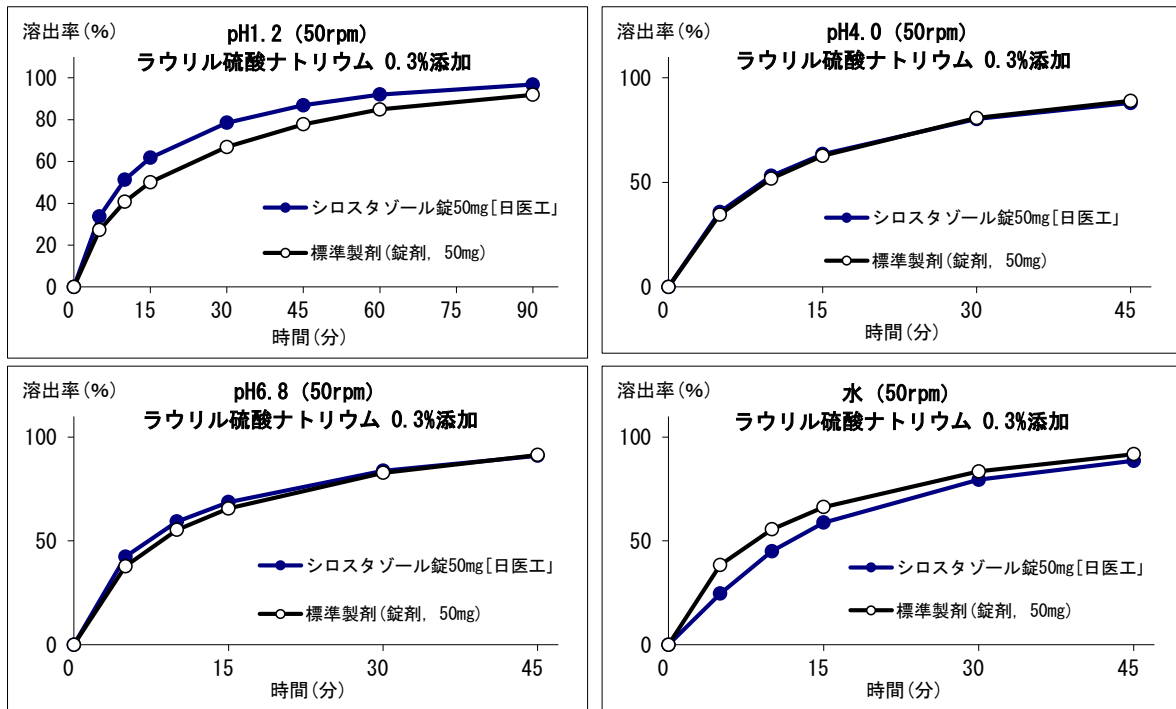 溶出率(%)
pH1.2 (50rpm)
ラウリル硫酸ナトリウム 0.3%添加
100
80
60
40
20
0
シロスタゾール錠50mg[日医工」
標準製剤(錠剤, 50mg)
0 15 30 45 60 75 90
時間(分)
溶出率(%)
pH4.0 (50rpm)
ラウリル硫酸ナトリウム 0.3%添加
100
50
0
シロスタゾール錠50mg[日医工」
標準製剤(錠剤, 50mg)
0 15 30 45
時間(分)
溶出率(%)
pH6.8 (50rpm)
ラウリル硫酸ナトリウム 0.3%添加
100
50
0
シロスタゾール錠50mg[日医工」
標準製剤(錠剤, 50mg)
0 15 30 45
時間(分)
溶出率(%)
水 (50rpm)
ラウリル硫酸ナトリウム 0.3%添加
100
50
0
シロスタゾール錠50mg[日医工」
標準製剤(錠剤, 50mg)
0 15 30 45
時間(分)